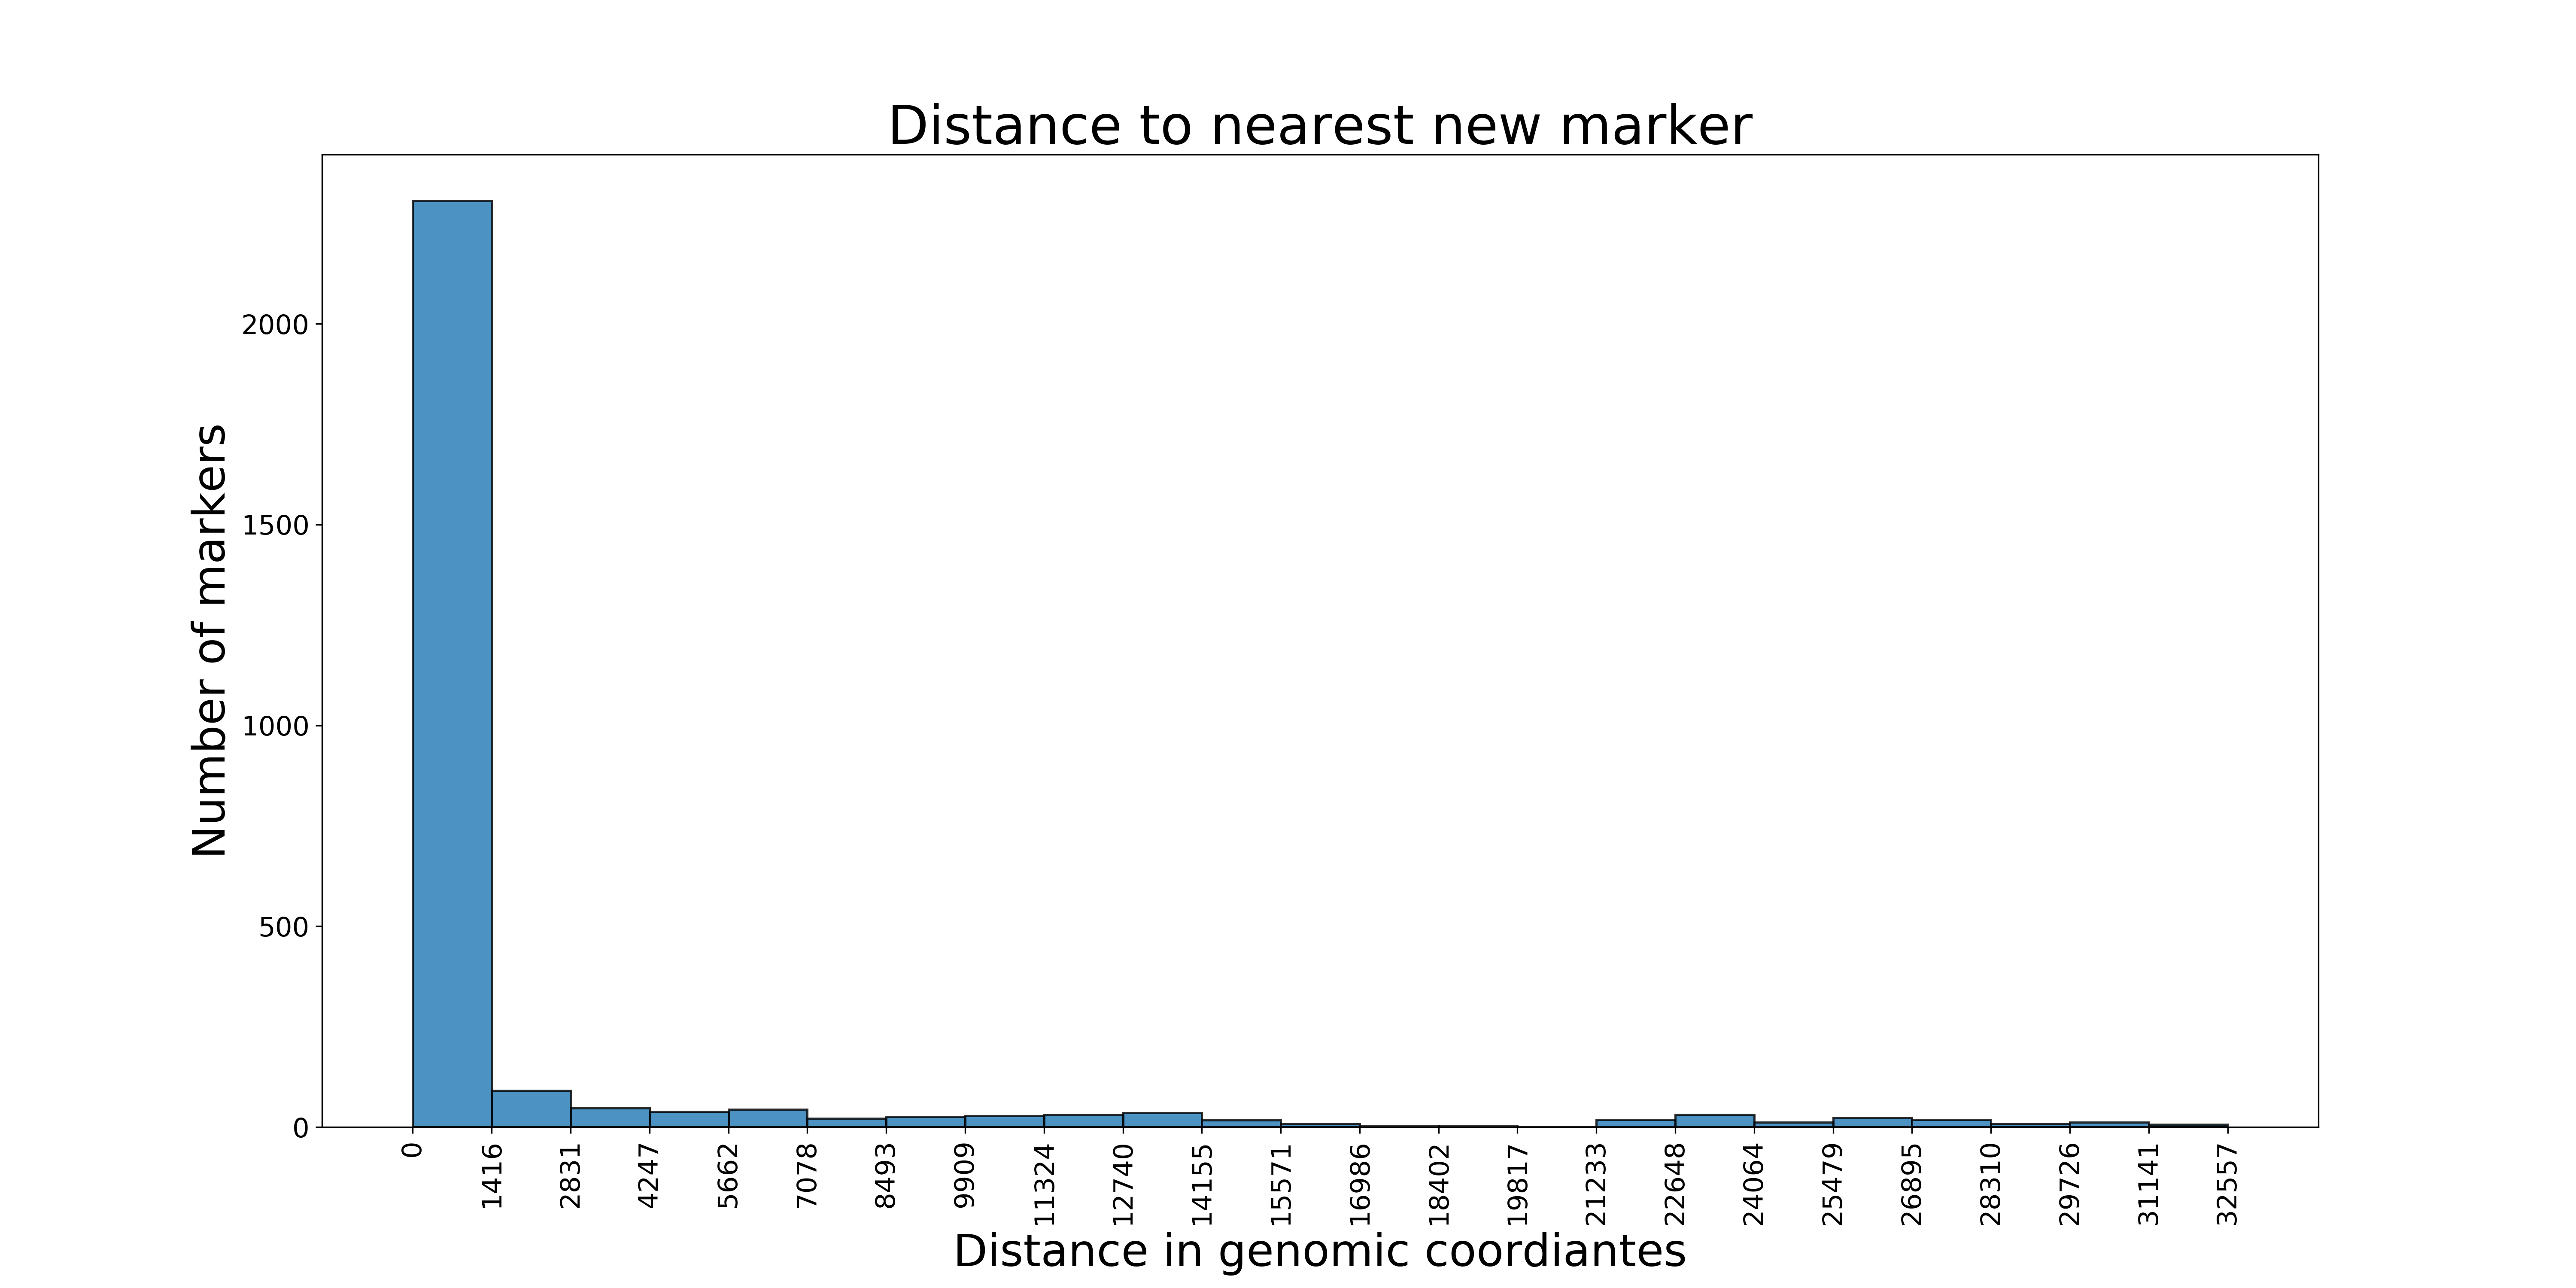 Distance to nearest new marker
Number of markers
2000
1500
1000
500
0
0 1416 2831 4247 5662 7078 8493 9909 11324 12740 14155 15571 16986 18402 19817 21233 22648 24064 25479 26895 28310 29726 31141 32557
Distance in genomic coordiantes